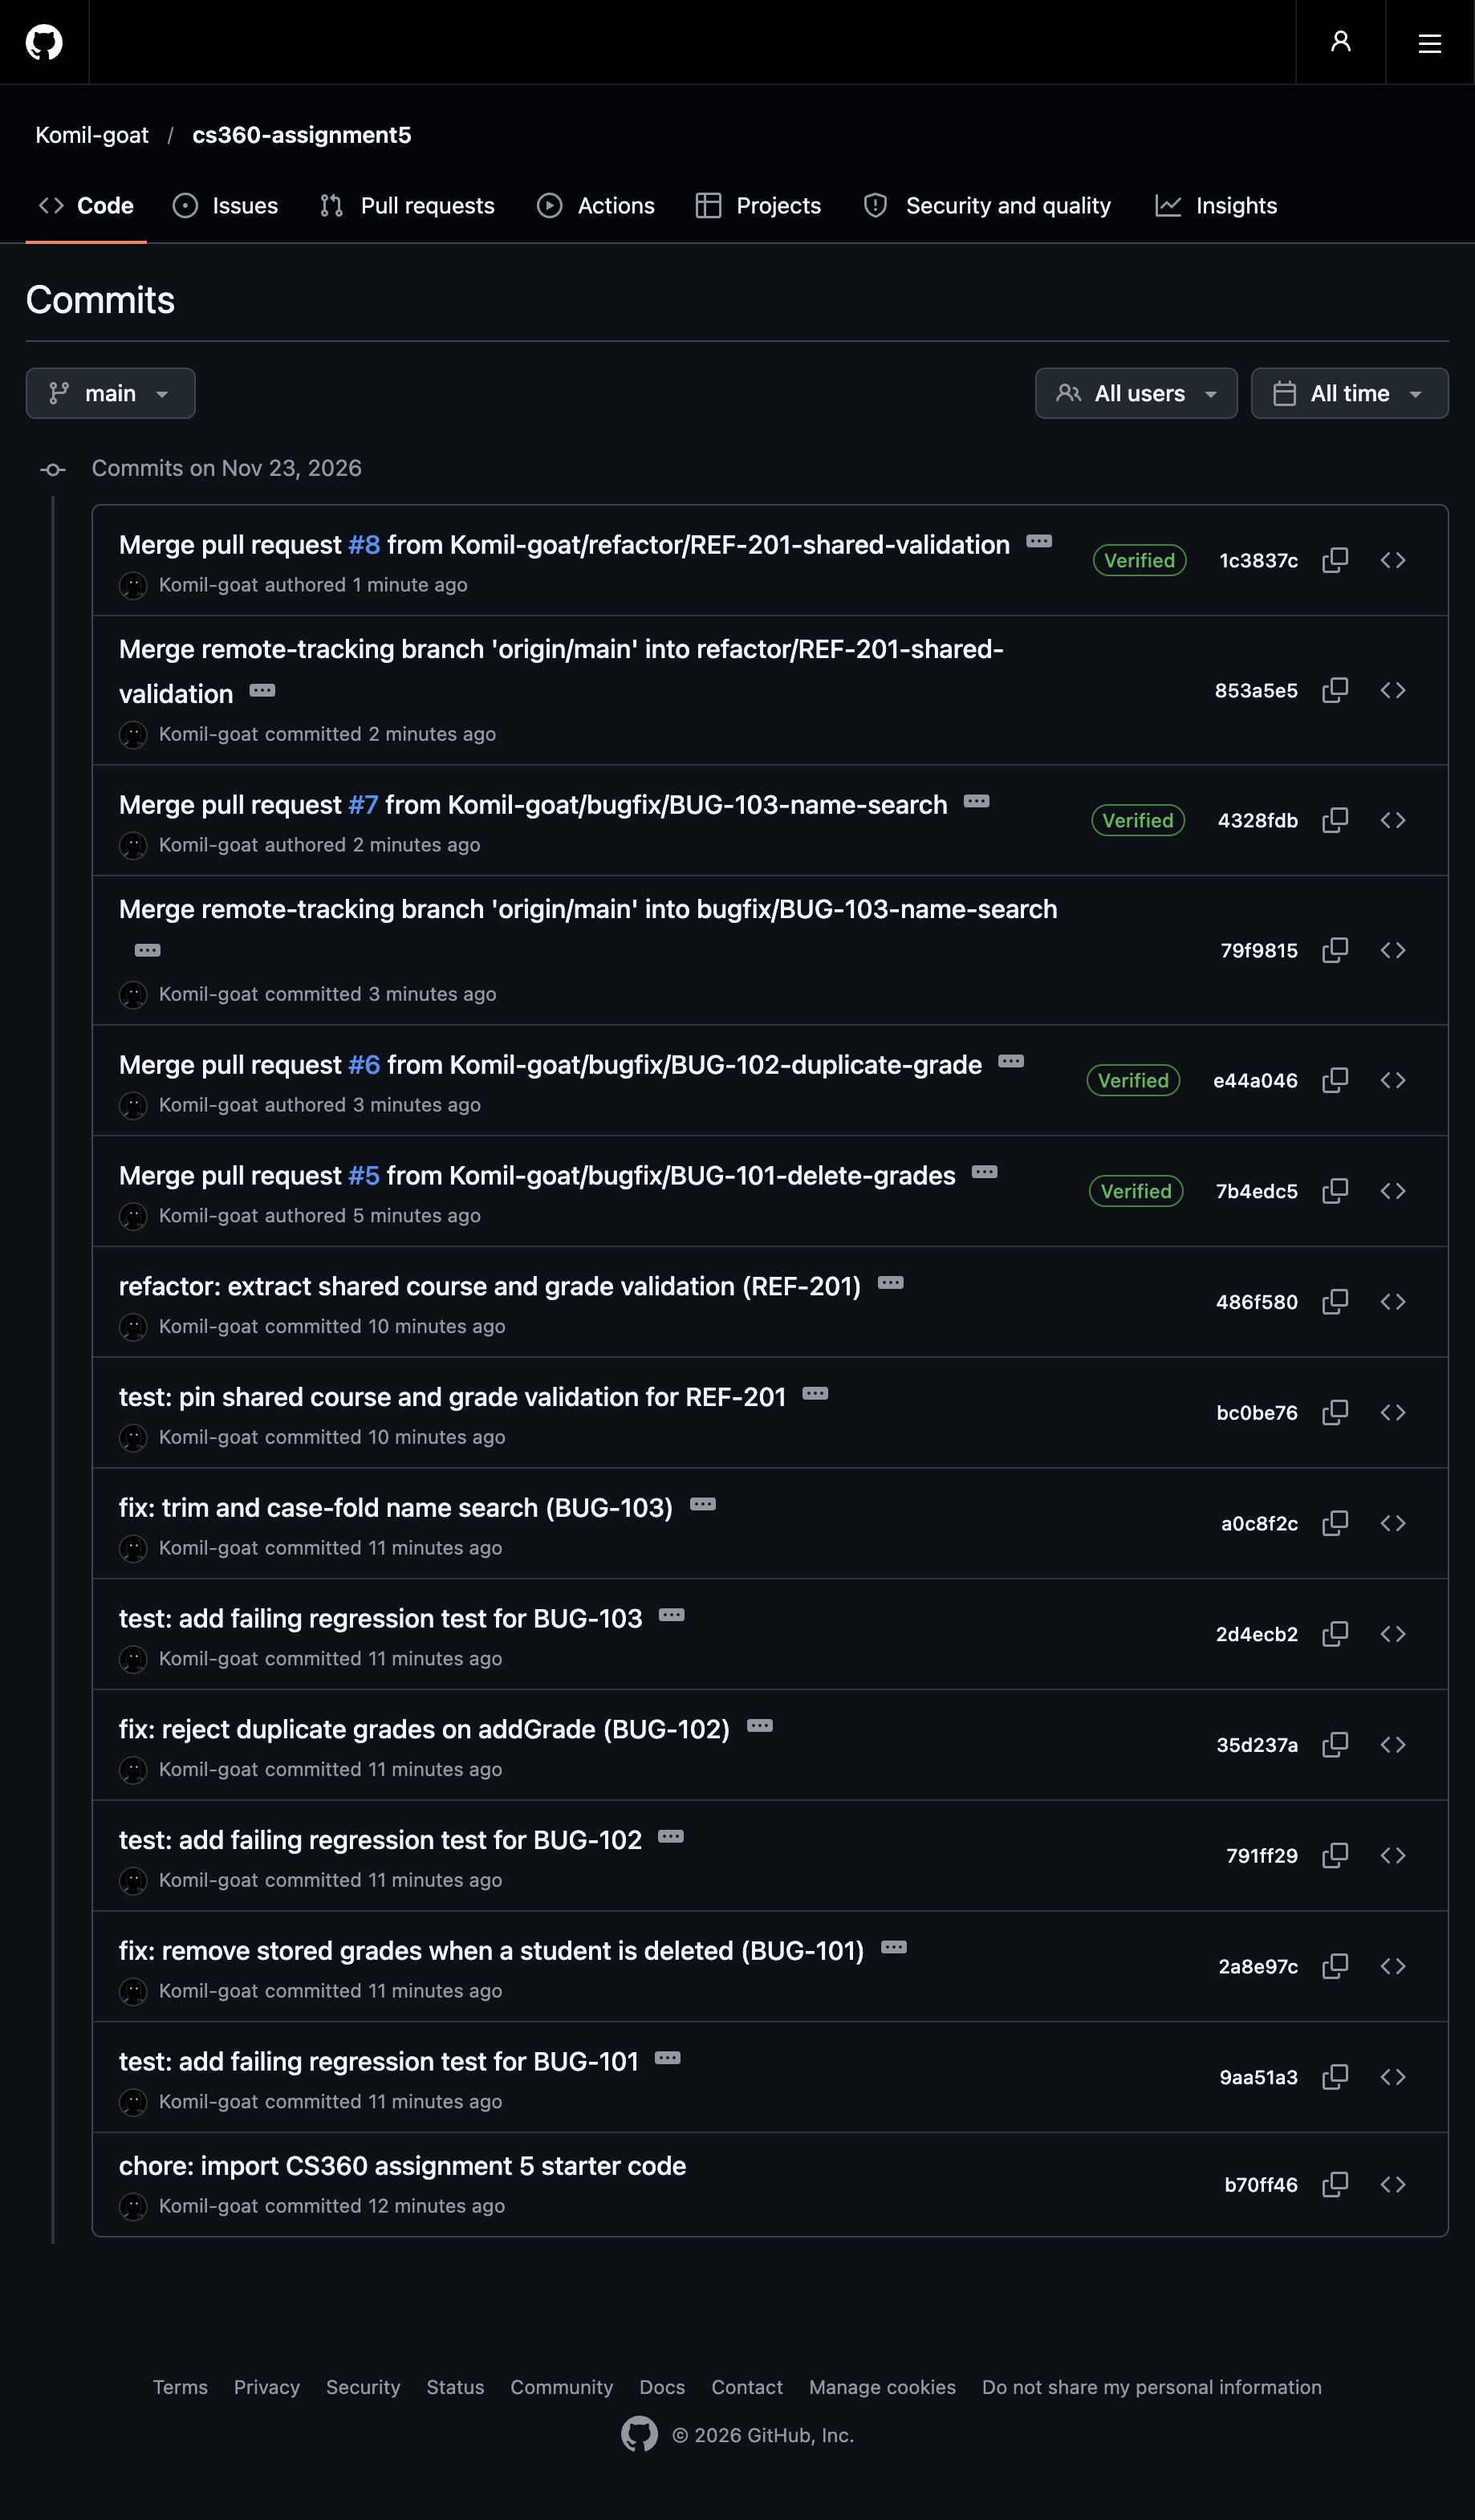 Komil-goat / cs360-assignment5
Code Issues Pull requests Actions Projects Security and quality Insights
Commits
main All users All time
Commits on Nov 23, 2026
Merge pull request #8 from Komil-goat/refactor/REF-201-shared-validation
Verified 1c3837c
Komil-goat authored 1 minute ago
Merge remote-tracking branch 'origin/main' into refactor/REF-201-shared-
validation
853a5e5
Komil-goat committed 2 minutes ago
Merge pull request #7 from Komil-goat/bugfix/BUG-103-name-search
Verified 4328fdb
Komil-goat authored 2 minutes ago
Merge remote-tracking branch 'origin/main' into bugfix/BUG-103-name-search
79f9815
Komil-goat committed 3 minutes ago
Merge pull request #6 from Komil-goat/bugfix/BUG-102-duplicate-grade
Verified e44a046
Komil-goat authored 3 minutes ago
Merge pull request #5 from Komil-goat/bugfix/BUG-101-delete-grades
Verified 7b4edc5
Komil-goat authored 5 minutes ago
refactor: extract shared course and grade validation (REF-201)
486f580
Komil-goat committed 10 minutes ago
test: pin shared course and grade validation for REF-201
bc0be76
Komil-goat committed 10 minutes ago
fix: trim and case-fold name search (BUG-103)
a0c8f2c
Komil-goat committed 11 minutes ago
test: add failing regression test for BUG-103
2d4ecb2
Komil-goat committed 11 minutes ago
fix: reject duplicate grades on addGrade (BUG-102)
35d237a
Komil-goat committed 11 minutes ago
test: add failing regression test for BUG-102
791ff29
Komil-goat committed 11 minutes ago
fix: remove stored grades when a student is deleted (BUG-101)
2a8e97c
Komil-goat committed 11 minutes ago
test: add failing regression test for BUG-101
9aa51a3
Komil-goat committed 11 minutes ago
chore: import CS360 assignment 5 starter code
b70ff46
Komil-goat committed 12 minutes ago
Terms Privacy Security Status Community Docs Contact Manage cookies Do not share my personal information
© 2026 GitHub, Inc.